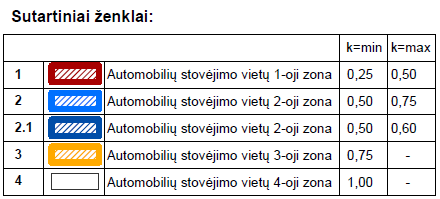 Sutartiniai ženklai:
k=min k=max
1 Automobilių stovėjimo vietų 1-oji zona 0,25 0,50
2 Automobilių stovėjimo vietų 2-oji zona 0,50 0,75
2.1 Automobilių stovėjimo vietų 2-oji zona 0,50 0,60
3 Automobilių stovėjimo vietų 3-oji zona 0,75 -
4 Automobilių stovėjimo vietų 4-oji zona 1,00 -